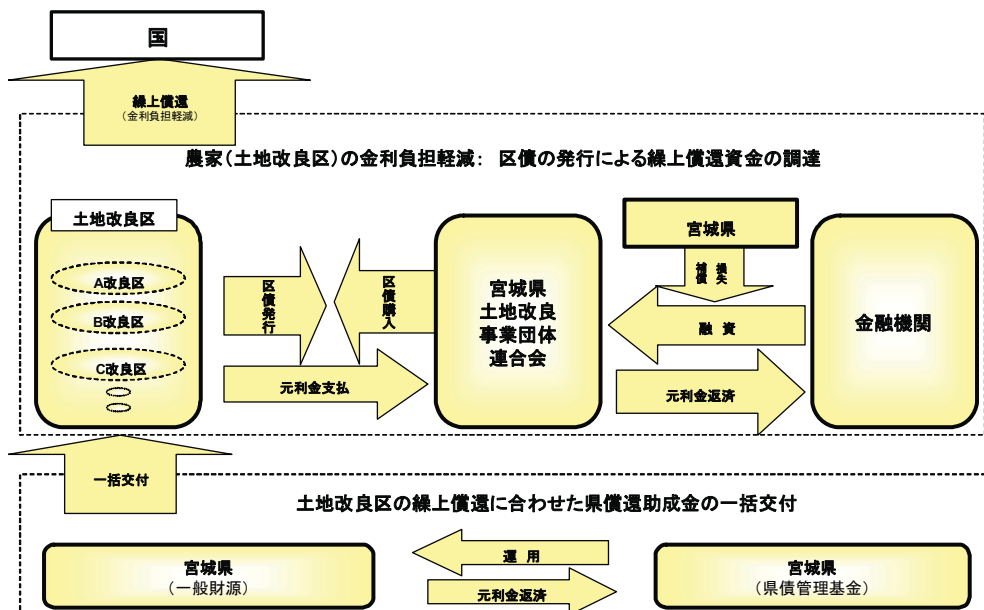 国
繰上償還
（金利負担軽減）
農家（土地改良区）の金利負担軽減： 区債の発行による繰上償還資金の調達
土地改良区
A改良区
B改良区
C改良区
区債発行
区債購入
元利金支払
宮城県
土地改良
事業団体
連合会
宮城県
損失
補償
融 資
元利金返済
金融機関
一括交付
土地改良区の繰上償還に合わせた県償還助成金の一括交付
宮城県
（一般財源）
運 用
元利金返済
宮城県
（県債管理基金）